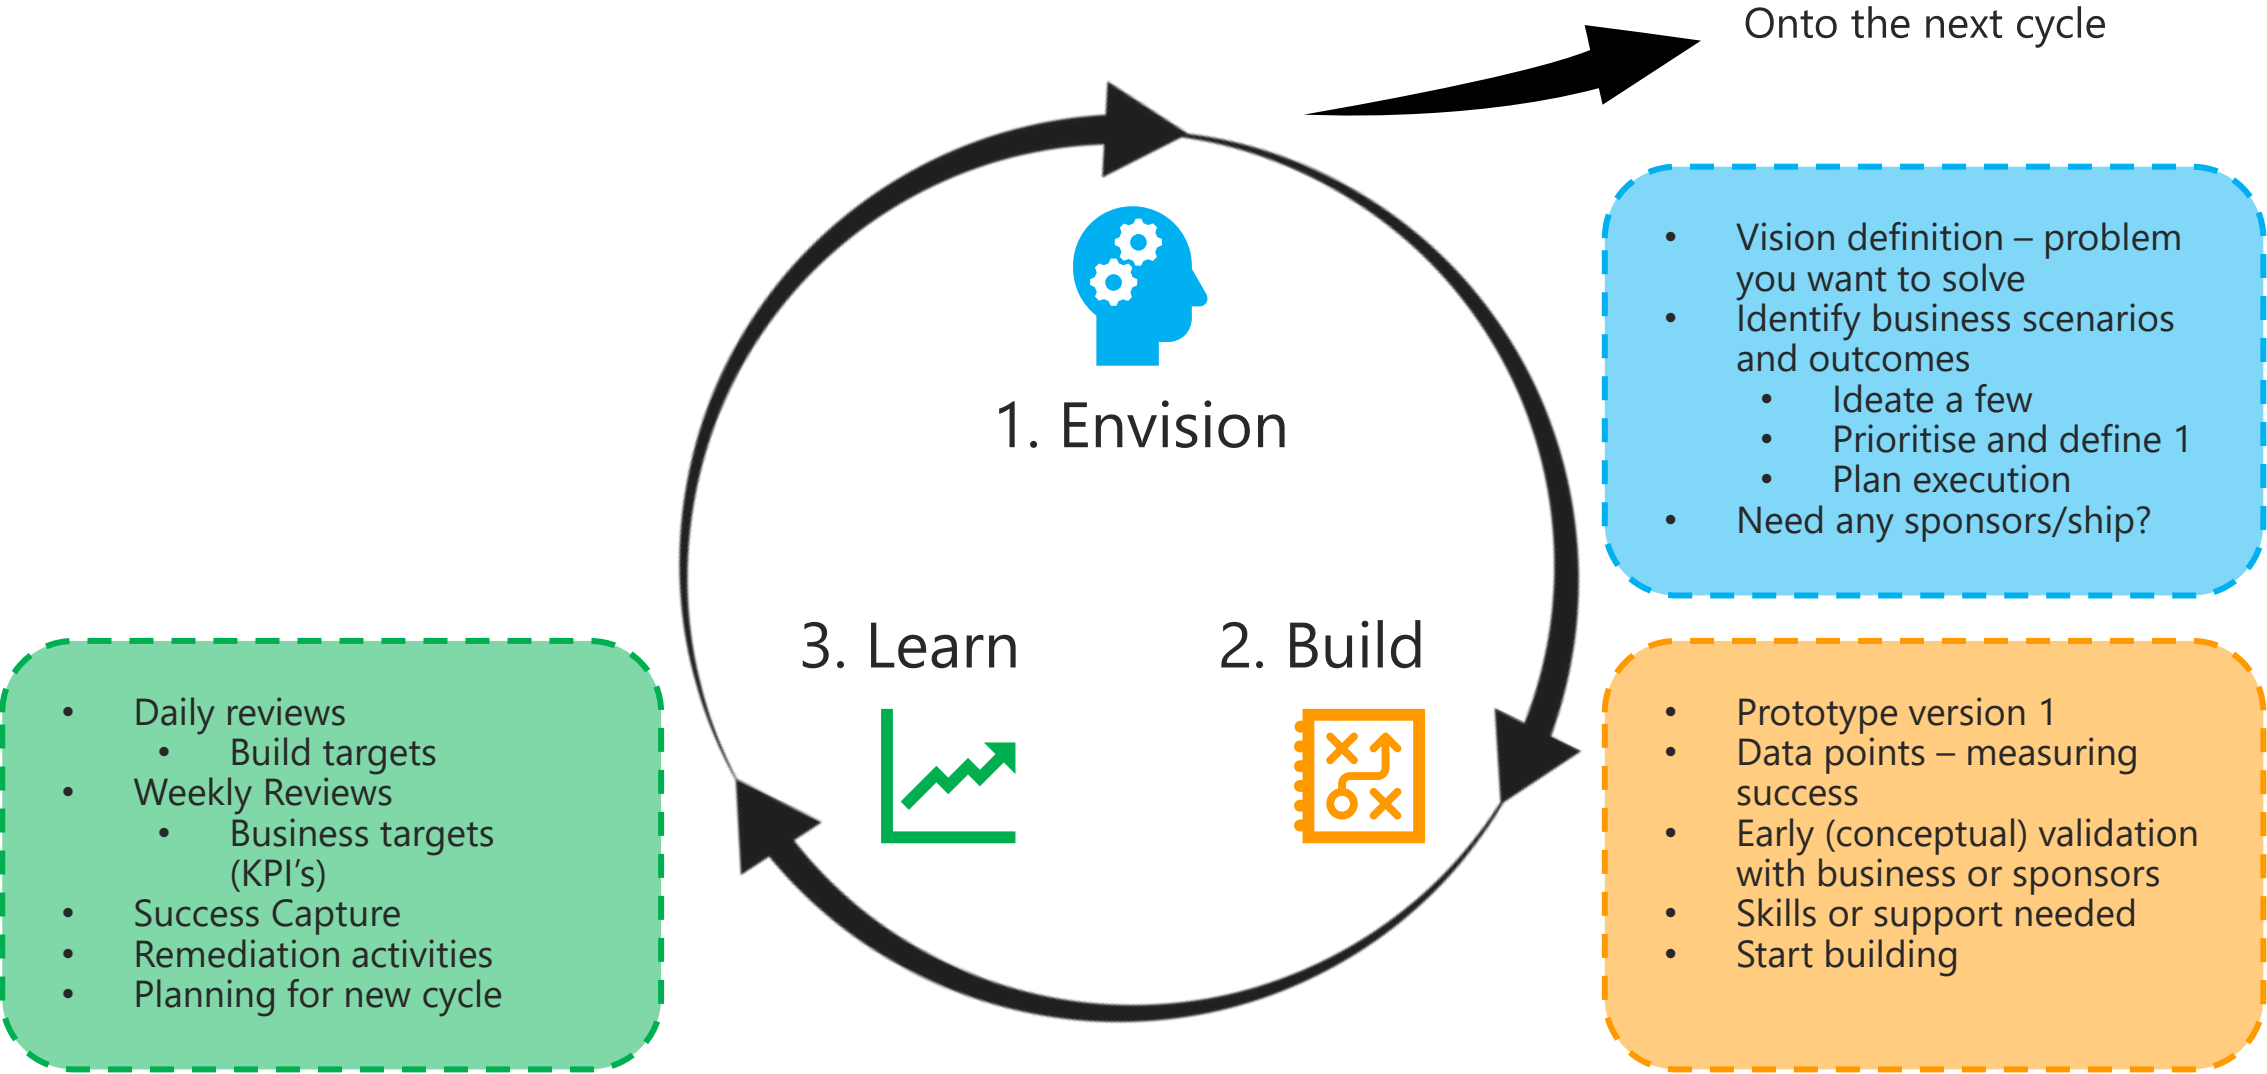 Onto the next cycle
1. Envision
• Vision definition – problem
you want to solve
• Identify business scenarios
and outcomes
• Ideate a few
• Prioritise and define 1
• Plan execution
• Need any sponsors/ship?
2. Build
• Prototype version 1
• Data points – measuring
success
• Early (conceptual) validation
with business or sponsors
• Skills or support needed
• Start building
3. Learn
• Daily reviews
• Build targets
• Weekly Reviews
• Business targets
(KPI’s)
• Success Capture
• Remediation activities
• Planning for new cycle